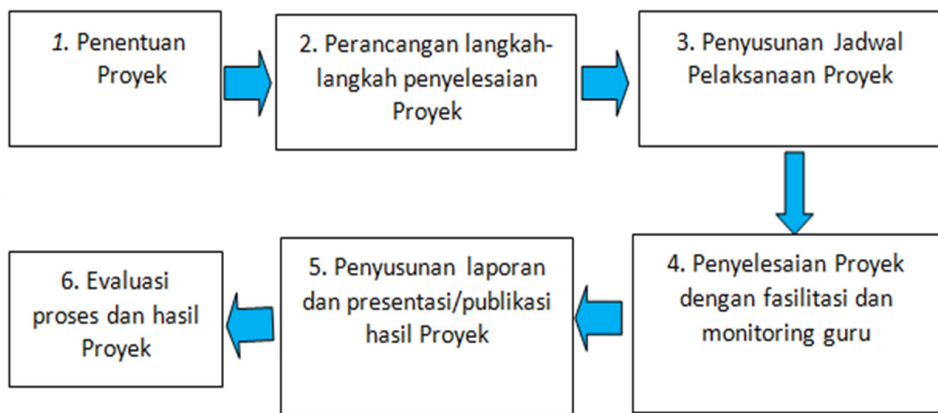 1. Penentuan
Proyek
2. Perancangan langkah-
langkah penyelesaian
Proyek
3. Penyusunan Jadwal
Pelaksanaan Proyek
4. Penyelesaian Proyek
dengan fasilitasi dan
monitoring guru
5. Penyusunan laporan
dan presentasi/publikasi
hasil Proyek
6. Evaluasi
proses dan hasil
Proyek